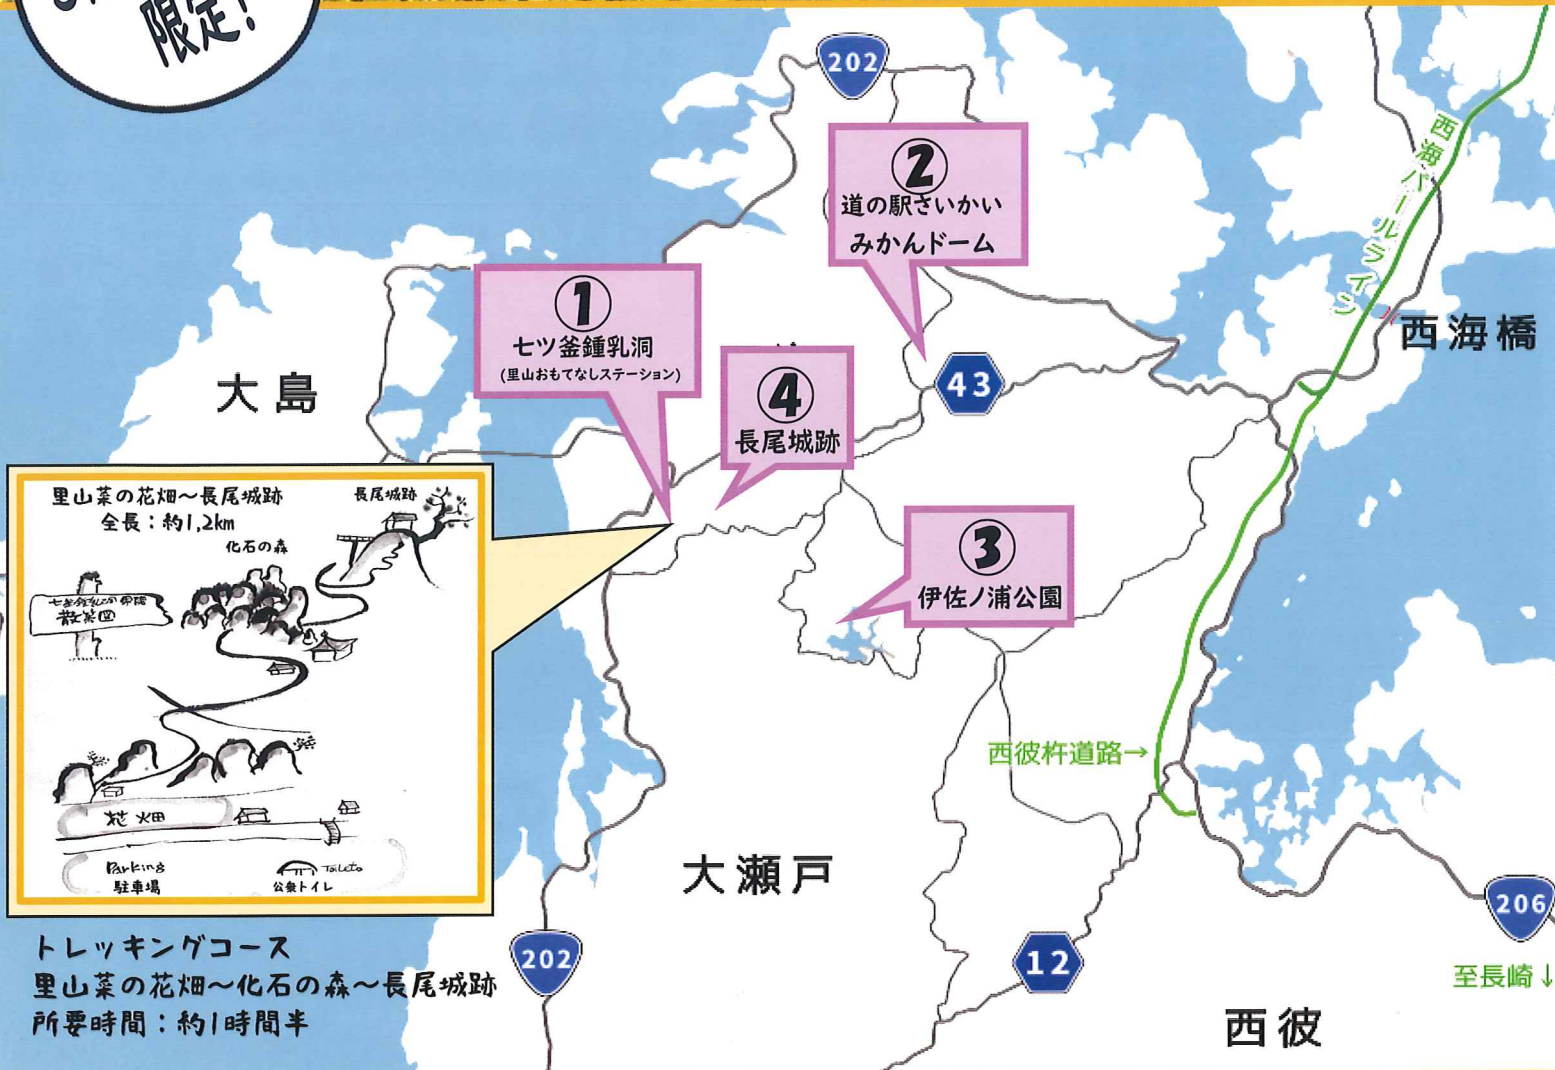 限定!
202
②
道の駅さいかい
みかんドーム
西海パールライン
①
七ツ釜鍾乳洞
(里山おもてなしステーション)
西海橋
大島
④
長尾城跡
43
里山菜の花畑～長尾城跡
全長：約1,2km
長尾城跡
化石の森
散策図
③
伊佐ノ浦公園
西彼杵道路→
花畑
Parking
駐車場
Toileto
公衆トイレ
大瀬戸
206
トレッキングコース
里山菜の花畑～化石の森～長尾城跡
所要時間：約1時間半
202
12
至長崎↓
西彼